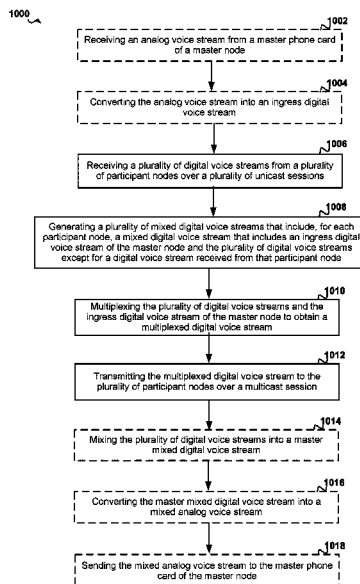 1000
1002
Receiving an analog voice stream from a master phone card
of a master node
1004
Converting the analog voice stream into an ingress digital
voice stream
1006
Receiving a plurality of digital voice streams from a plurality
of participant nodes over a plurality of unicast sessions
1008
Generating a plurality of mixed digital voice streams that include, for each
participant node, a mixed digital voice stream that includes an ingress digital
voice stream of the master node and the plurality of digital voice streams
except for a digital voice stream received from that participant node
1010
Multiplexing the plurality of digital voice streams and the
ingress digital voice stream of the master node to obtain a
multiplexed digital voice stream
1012
Transmitting the multiplexed digital voice stream to the
plurality of participant nodes over a multicast session
1014
Mixing the plurality of digital voice streams into a master
mixed digital voice stream
1016
Converting the master mixed digital voice stream into a
mixed analog voice stream
1018
Sending the mixed analog voice stream to the master phone
card of the master node